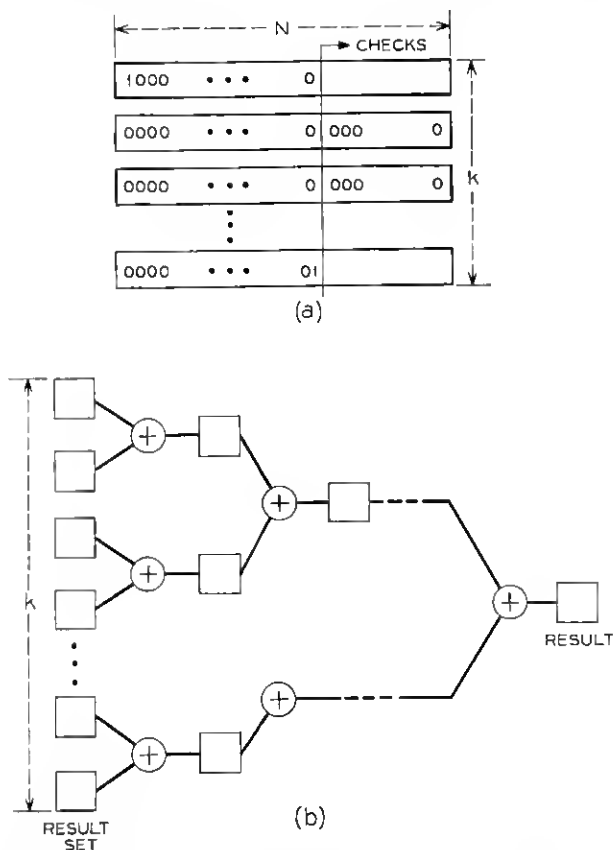 N
CHECKS
1000 • • • 0
0000 • • • 0 000 0
k
0000 • • • 0 000 0
0000 • • • 01
(a)
+
+
+
+
k
RESULT
+
+
RESULT
SET
(b)